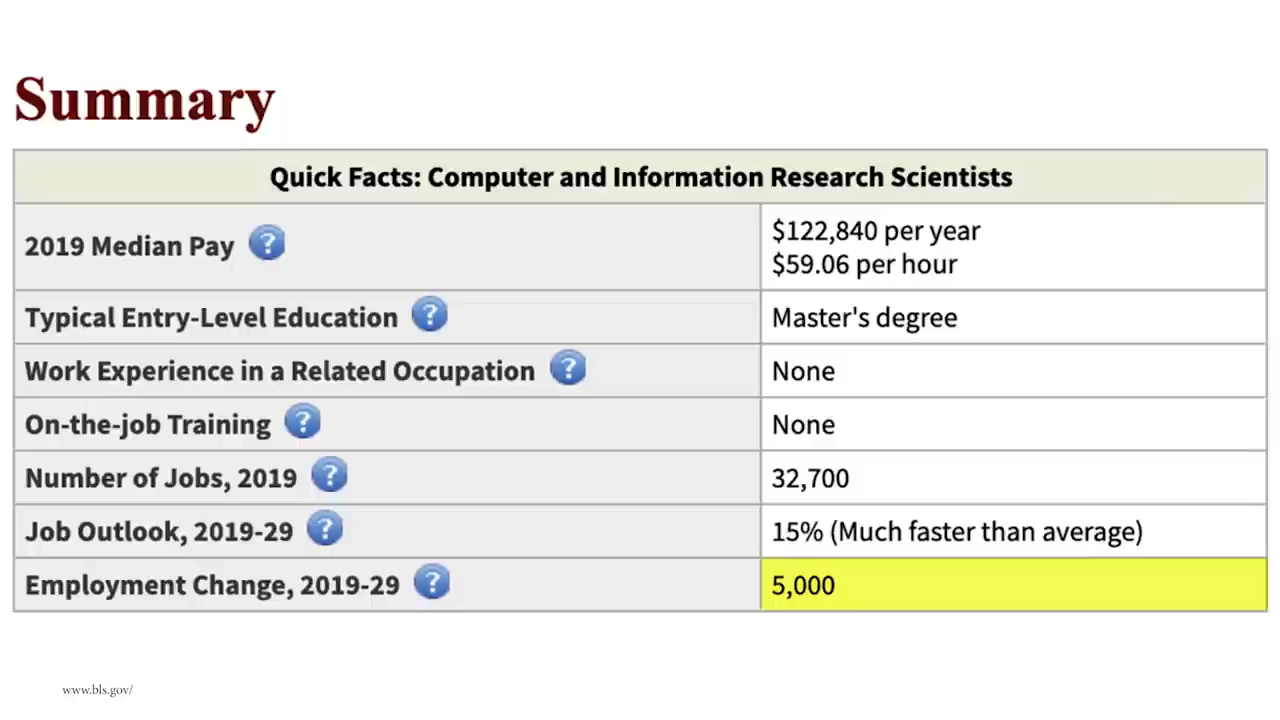 Summary
Quick Facts: Computer and Information Research Scientists
2019 Median Pay ?
$122,840 per year
$59.06 per hour
Typical Entry-Level Education ?
Master's degree
Work Experience in a Related Occupation ?
None
On-the-job Training ?
None
Number of Jobs, 2019 ?
32,700
Job Outlook, 2019-29 ?
15% (Much faster than average)
Employment Change, 2019-29 ?
5,000
www.bls.gov/